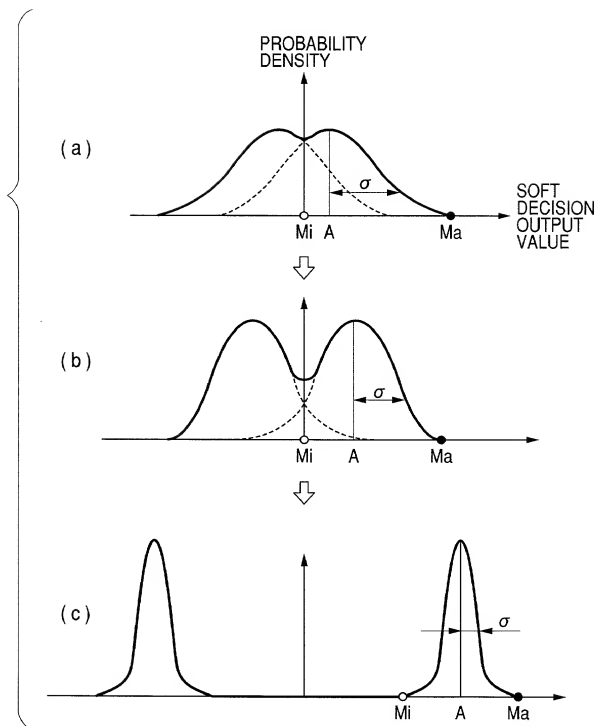 PROBABILITY
DENSITY
(a)
σ
SOFT
DECISION
OUTPUT
VALUE
Mi A Ma
(b)
σ
Mi A Ma
(c)
σ
Mi A Ma